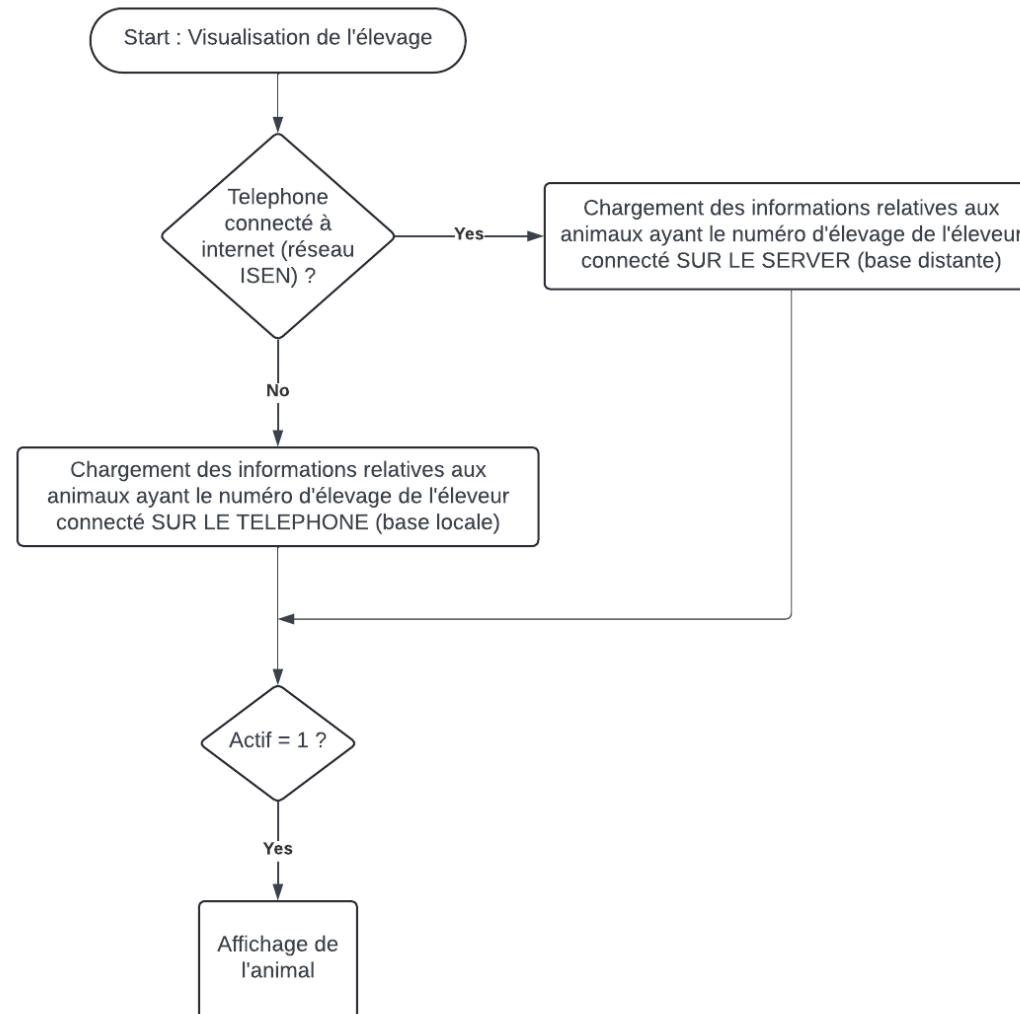 Start : Visualisation de l'élevage
Telephone
connecté à
internet (réseau
ISEN) ?
Yes
Chargement des informations relatives aux
animaux ayant le numéro d'élevage de l'éleveur
connecté SUR LE SERVER (base distante)
No
Chargement des informations relatives aux
animaux ayant le numéro d'élevage de l'éleveur
connecté SUR LE TELEPHONE (base locale)
Actif = 1 ?
Yes
Affichage de
l'animal